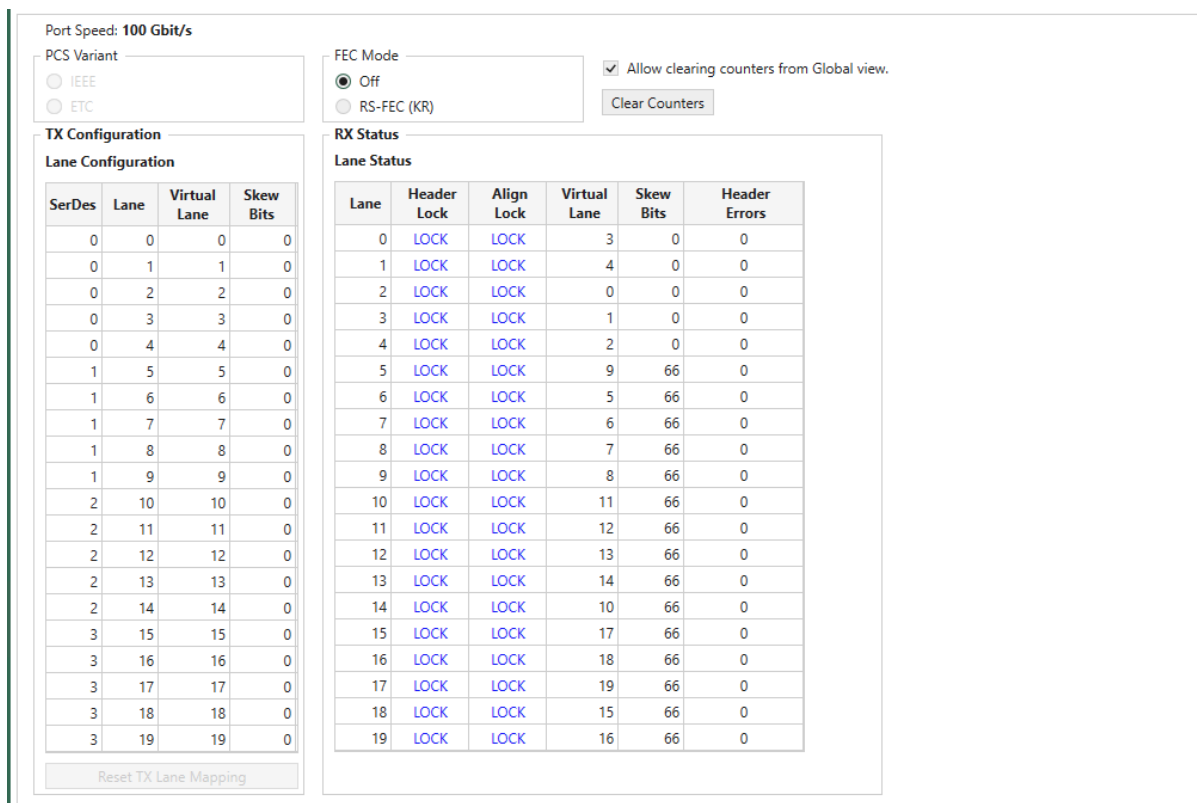 Port Speed: 100 Gbit/s
PCS Variant
IEEE
ETC
FEC Mode
Off
RS-FEC (KR)
Allow clearing counters from Global view.
Clear Counters
TX Configuration
Lane Configuration
SerDes Lane Virtual Lane Skew Bits
0 0 0 0
0 1 1 0
0 2 2 0
0 3 3 0
0 4 4 0
1 5 5 0
1 6 6 0
1 7 7 0
1 8 8 0
1 9 9 0
2 10 10 0
2 11 11 0
2 12 12 0
2 13 13 0
2 14 14 0
3 15 15 0
3 16 16 0
3 17 17 0
3 18 18 0
3 19 19 0
Reset TX Lane Mapping
RX Status
Lane Status
Lane Header Lock Align Lock Virtual Lane Skew Bits Header Errors
0 LOCK LOCK 3 0 0
1 LOCK LOCK 4 0 0
2 LOCK LOCK 0 0 0
3 LOCK LOCK 1 0 0
4 LOCK LOCK 2 0 0
5 LOCK LOCK 9 66 0
6 LOCK LOCK 5 66 0
7 LOCK LOCK 6 66 0
8 LOCK LOCK 7 66 0
9 LOCK LOCK 8 66 0
10 LOCK LOCK 11 66 0
11 LOCK LOCK 12 66 0
12 LOCK LOCK 13 66 0
13 LOCK LOCK 14 66 0
14 LOCK LOCK 10 66 0
15 LOCK LOCK 17 66 0
16 LOCK LOCK 18 66 0
17 LOCK LOCK 19 66 0
18 LOCK LOCK 15 66 0
19 LOCK LOCK 16 66 0